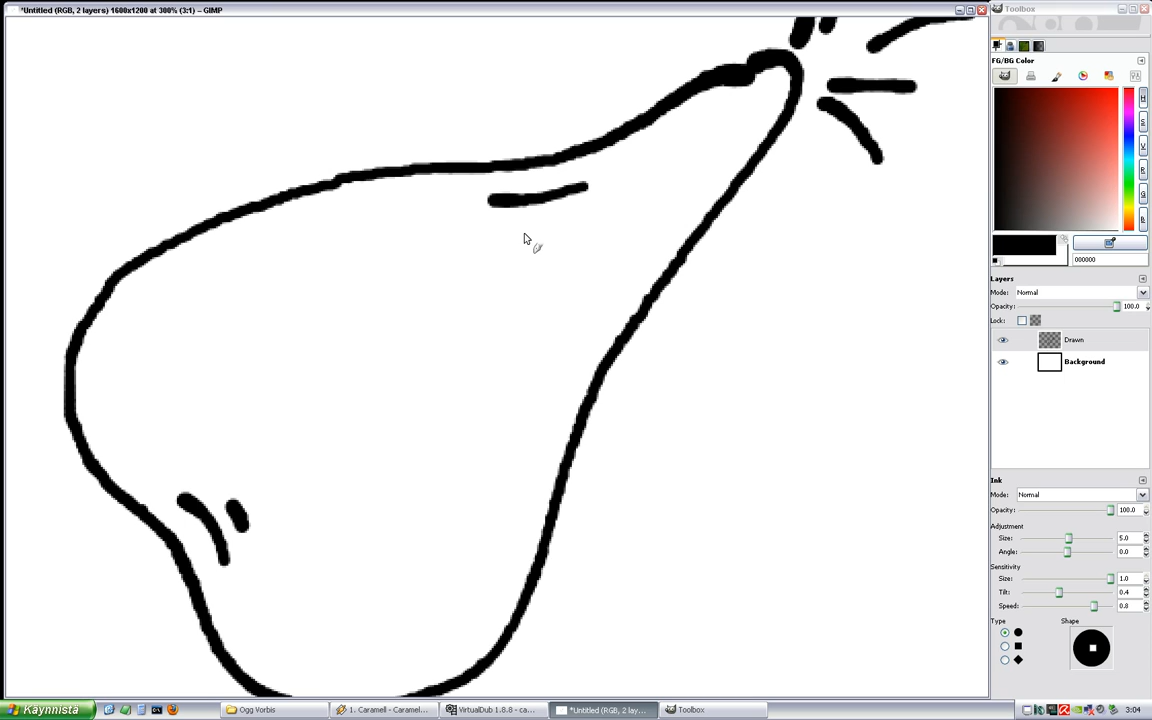 *Untitled (RGB, 2 layers) 1600x1200 at 300% (3:1) – GIMP
Toolbox
FG/BG Color
H
S
V
R
G
B
000000
Layers
Mode: Normal
Opacity: 100.0
Lock:
Drawn
Background
Ink
Mode: Normal
Opacity: 100.0
Adjustment
Size: 5.0
Angle: 0.0
Sensitivity
Size: 1.0
Tilt: 0.4
Speed: 0.8
Type Shape
Käynnistä
Ogg Vorbis
1. Caramell - Caramel...
VirtualDub 1.8.8 - ca...
*Untitled (RGB, 2 lay...
Toolbox
3:04